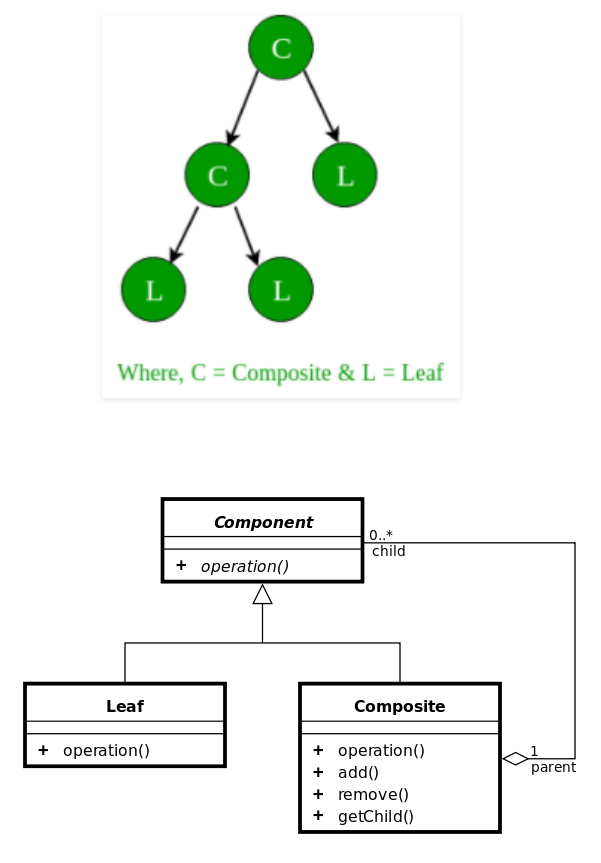 C
C
L
L
L
Where, C = Composite & L = Leaf
Component
0..*
child
+ operation()
Leaf
Composite
+ operation()
+ operation()
+ add()
+ remove()
+ getChild()
1
parent